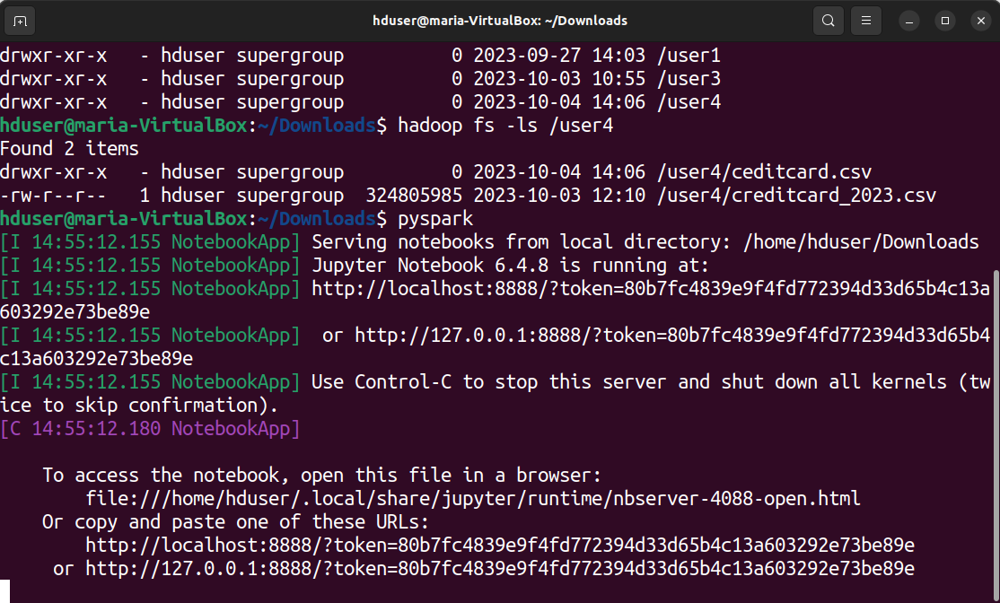 hduser@maria-VirtualBox: ~/Downloads
drwxr-xr-x   - hduser supergroup          0 2023-09-27 14:03 /user1
drwxr-xr-x   - hduser supergroup          0 2023-10-03 10:55 /user3
drwxr-xr-x   - hduser supergroup          0 2023-10-04 14:06 /user4
hduser@maria-VirtualBox:~/Downloads$ hadoop fs -ls /user4
Found 2 items
drwxr-xr-x   - hduser supergroup          0 2023-10-04 14:06 /user4/ceditcard.csv
-rw-r--r--   1 hduser supergroup  324805985 2023-10-03 12:10 /user4/creditcard_2023.csv
hduser@maria-VirtualBox:~/Downloads$ pyspark
[I 14:55:12.155 NotebookApp] Serving notebooks from local directory: /home/hduser/Downloads
[I 14:55:12.155 NotebookApp] Jupyter Notebook 6.4.8 is running at:
[I 14:55:12.155 NotebookApp] http://localhost:8888/?token=80b7fc4839e9f4fd772394d33d65b4c13a
603292e73be89e
[I 14:55:12.155 NotebookApp]  or http://127.0.0.1:8888/?token=80b7fc4839e9f4fd772394d33d65b4
c13a603292e73be89e
[I 14:55:12.155 NotebookApp] Use Control-C to stop this server and shut down all kernels (tw
ice to skip confirmation).
[C 14:55:12.180 NotebookApp]
    To access the notebook, open this file in a browser:
        file:///home/hduser/.local/share/jupyter/runtime/nbserver-4088-open.html
    Or copy and paste one of these URLs:
        http://localhost:8888/?token=80b7fc4839e9f4fd772394d33d65b4c13a603292e73be89e
     or http://127.0.0.1:8888/?token=80b7fc4839e9f4fd772394d33d65b4c13a603292e73be89e